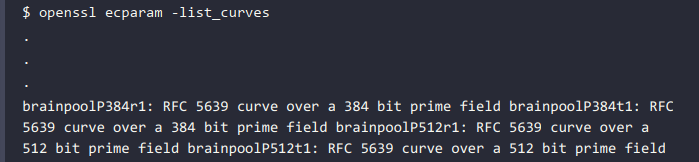 $ openssl ecparam -list_curves
.
.
.
brainpoolP384r1: RFC 5639 curve over a 384 bit prime field brainpoolP384t1: RFC
5639 curve over a 384 bit prime field brainpoolP512r1: RFC 5639 curve over a
512 bit prime field brainpoolP512t1: RFC 5639 curve over a 512 bit prime field